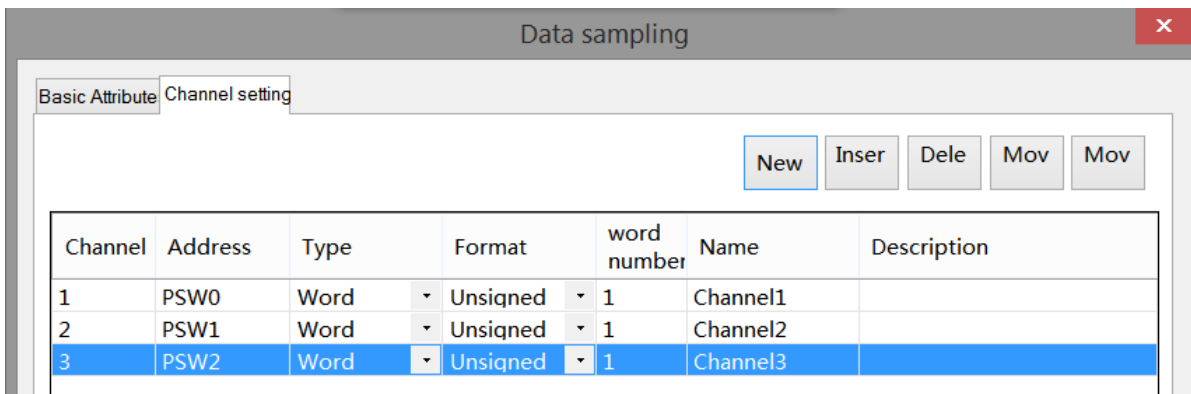 Data sampling
x
Basic Attribute Channel setting
New Inser Dele Mov Mov
Channel Address Type Format word number Name Description
1 PSW0 Word Unsigned 1 Channel1
2 PSW1 Word Unsigned 1 Channel2
3 PSW2 Word Unsigned 1 Channel3